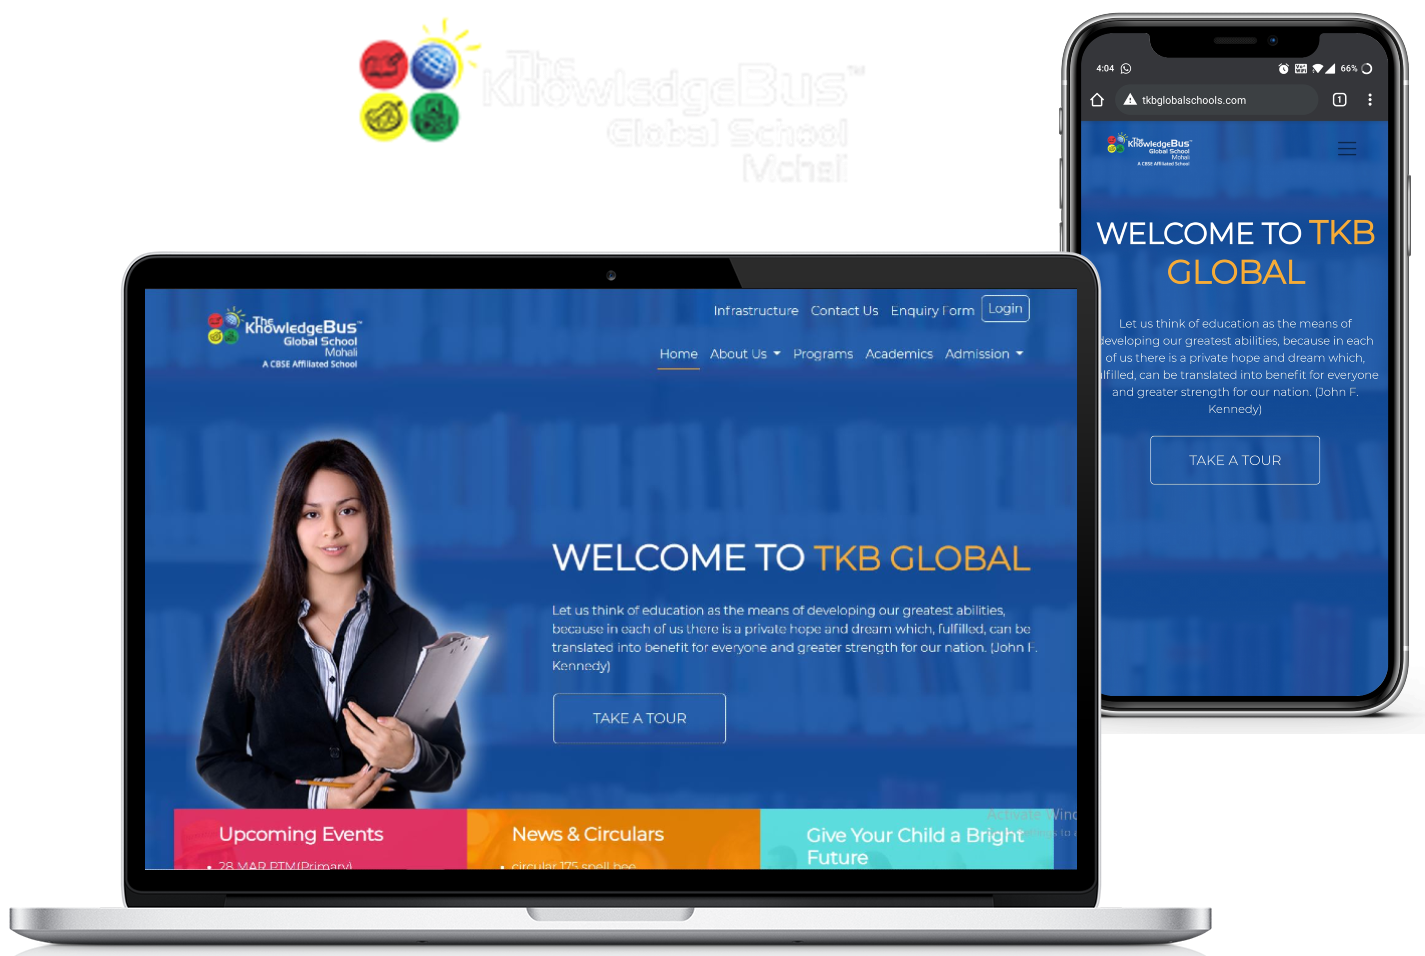 The
KnowledgeBus™
Global School
Mohali
4:04
66%
tkbglobalschools.com
1
The
KnowledgeBus™
Global School
Mohali
A CBSE Affiliated School
WELCOME TO TKB
GLOBAL
Let us think of education as the means of
developing our greatest abilities, because in each
of us there is a private hope and dream which,
lfilled, can be translated into benefit for everyone
and greater strength for our nation. (John F.
Kennedy)
TAKE A TOUR
Infrastructure Contact Us Enquiry Form Login
The
KnowledgeBus™
Global School
Mohali
A CBSE Affiliated School
Home About Us Programs Academics Admission
WELCOME TO TKB GLOBAL
Let us think of education as the means of developing our greatest abilities,
because in each of us there is a private hope and dream which, fulfilled, can be
translated into benefit for everyone and greater strength for our nation. (John F.
Kennedy)
TAKE A TOUR
Activate Wind
Upcoming Events
• 28 MAR PTM(Primary)
News & Circulars
• circular 175 spell bee
Give Your Child a Bright
Future